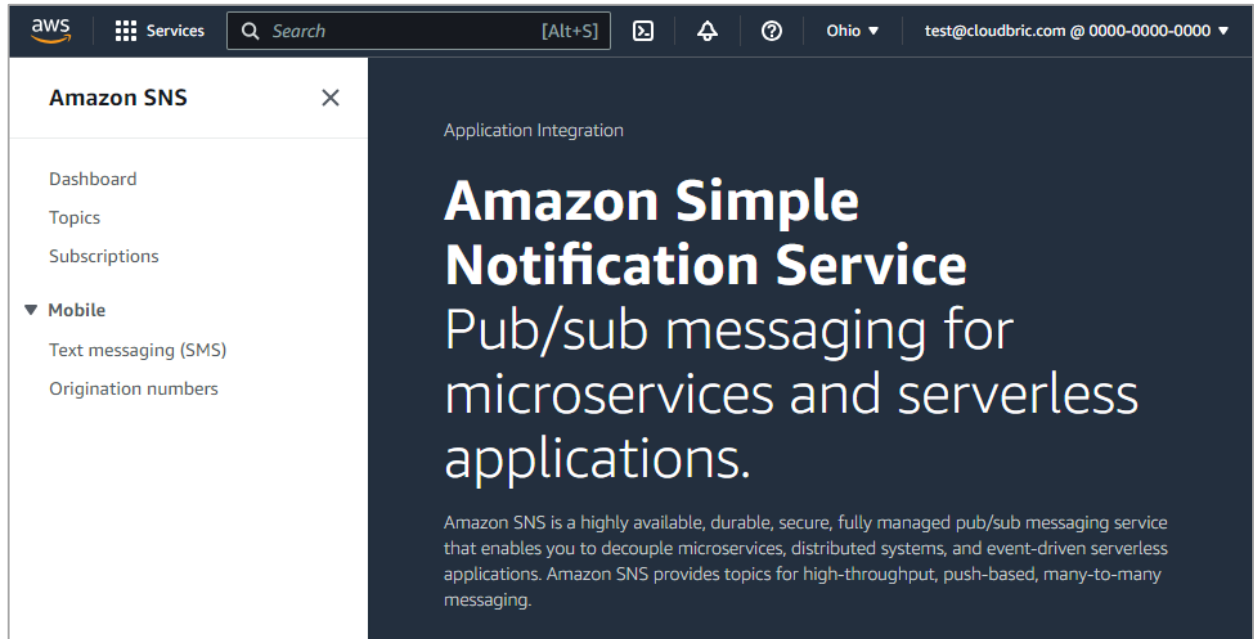 aws Services Search [Alt+S] Ohio test@cloudbric.com @ 0000-0000-0000
Amazon SNS
Dashboard
Topics
Subscriptions
Mobile
Text messaging (SMS)
Origination numbers
Application Integration
Amazon Simple
Notification Service
Pub/sub messaging for
microservices and serverless
applications.
Amazon SNS is a highly available, durable, secure, fully managed pub/sub messaging service
that enables you to decouple microservices, distributed systems, and event-driven serverless
applications. Amazon SNS provides topics for high-throughput, push-based, many-to-many
messaging.